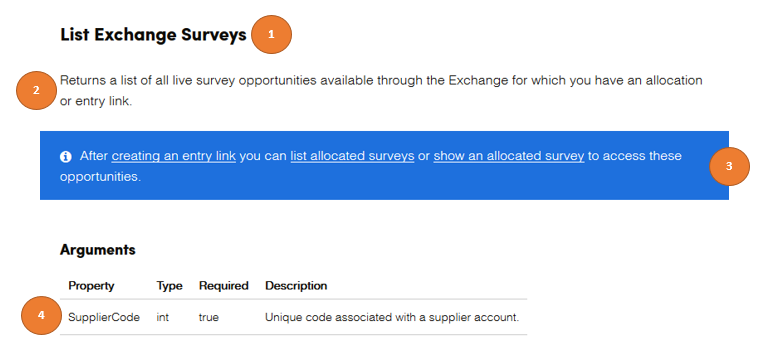 List Exchange Surveys 1
2 Returns a list of all live survey opportunities available through the Exchange for which you have an allocation
or entry link.
After creating an entry link you can list allocated surveys or show an allocated survey to access these
opportunities.
3
Arguments
Property Type Required Description
4 SupplierCode int true Unique code associated with a supplier account.